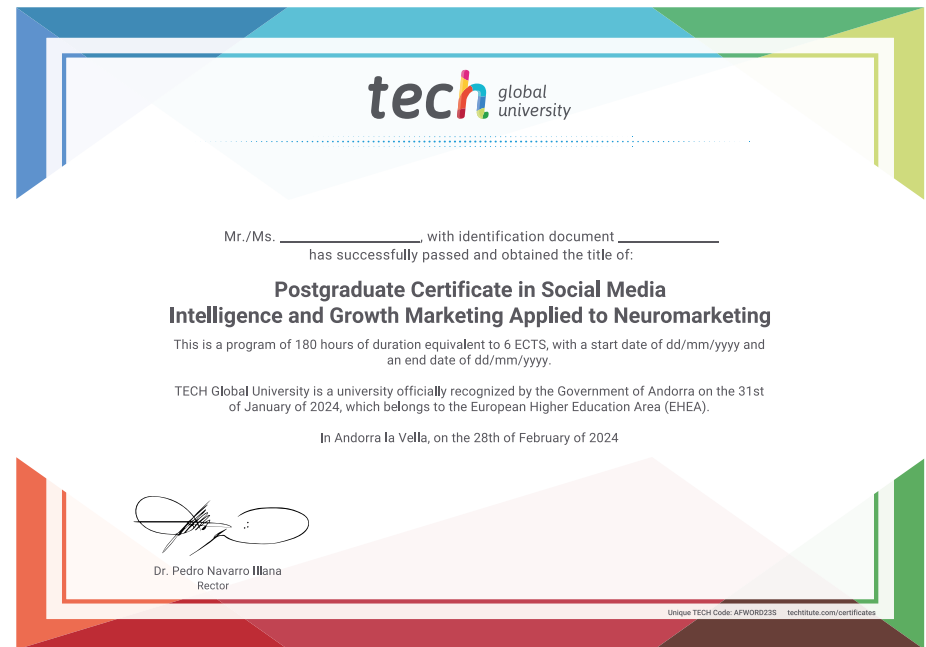 tech global
university
Mr./Ms. ____________, with identification document ____________
has successfully passed and obtained the title of:
Postgraduate Certificate in Social Media
Intelligence and Growth Marketing Applied to Neuromarketing
This is a program of 180 hours of duration equivalent to 6 ECTS, with a start date of dd/mm/yyyy and
an end date of dd/mm/yyyy.
TECH Global University is a university officially recognized by the Government of Andorra on the 31st
of January of 2024, which belongs to the European Higher Education Area (EHEA).
In Andorra la Vella, on the 28th of February of 2024
Dr. Pedro Navarro Illana
Rector
Unique TECH Code: AFWORD23S techtitute.com/certificates